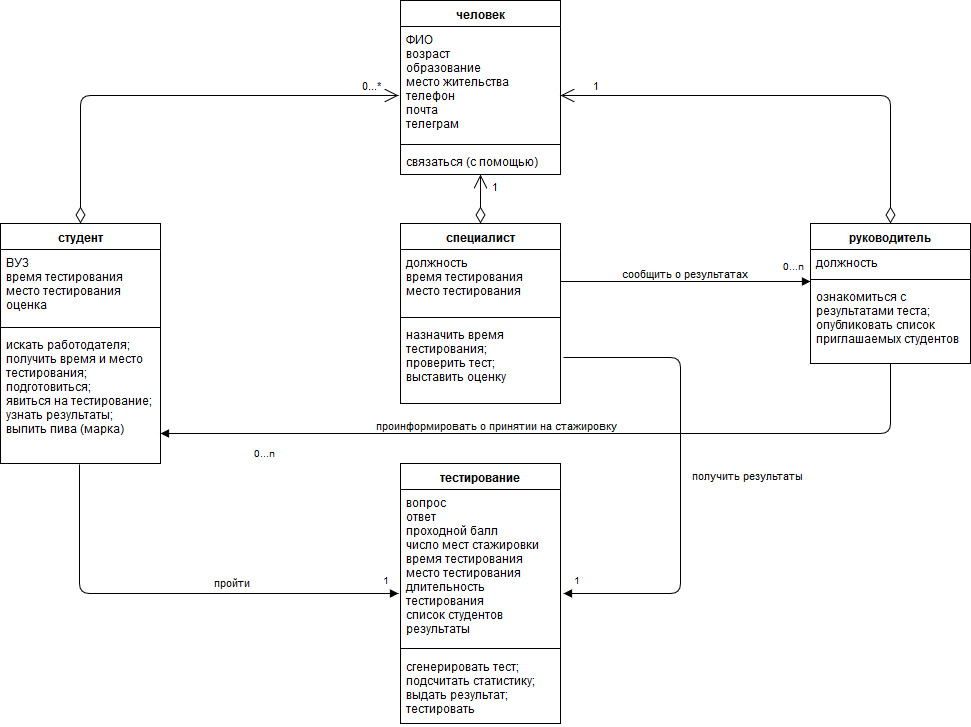 человек
ФИО
возраст
образование
место жительства
телефон
почта
телеграм
связаться (с помощью)
0...*
1
1
студент
ВУЗ
время тестирования
место тестирования
оценка
искать работодателя;
получить время и место
тестирования;
подготовиться;
явиться на тестирование;
узнать результаты;
выпить пива (марка)
специалист
должность
время тестирования
место тестирования
назначить время
тестирования;
проверить тест;
выставить оценку
сообщить о результатах
0...n
руководитель
должность
ознакомиться с
результатами теста;
опубликовать список
приглашаемых студентов
проинформировать о принятии на стажировку
0...n
получить результаты
тестирование
вопрос
ответ
проходной балл
число мест стажировки
время тестирования
место тестирования
длительность
тестирования
список студентов
результаты
сгенерировать тест;
подсчитать статистику;
выдать результат;
тестировать
пройти
1
1